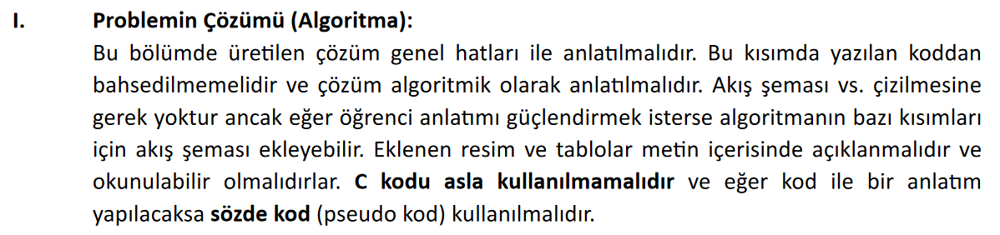 I. Problemin Çözümü (Algoritma):
Bu bölümde üretilen çözüm genel hatları ile anlatılmalıdır. Bu kısımda yazılan koddan
bahsedilmemelidir ve çözüm algoritmik olarak anlatılmalıdır. Akış şeması vs. çizilmesine
gerek yoktur ancak eğer öğrenci anlatımı güçlendirmek isterse algoritmanın bazı kısımları
için akış şeması ekleyebilir. Eklenen resim ve tablolar metin içerisinde açıklanmalıdır ve
okunulabilir olmalıdırlar. C kodu asla kullanılmamalıdır ve eğer kod ile bir anlatım
yapılacaksa sözde kod (pseudo kod) kullanılmalıdır.